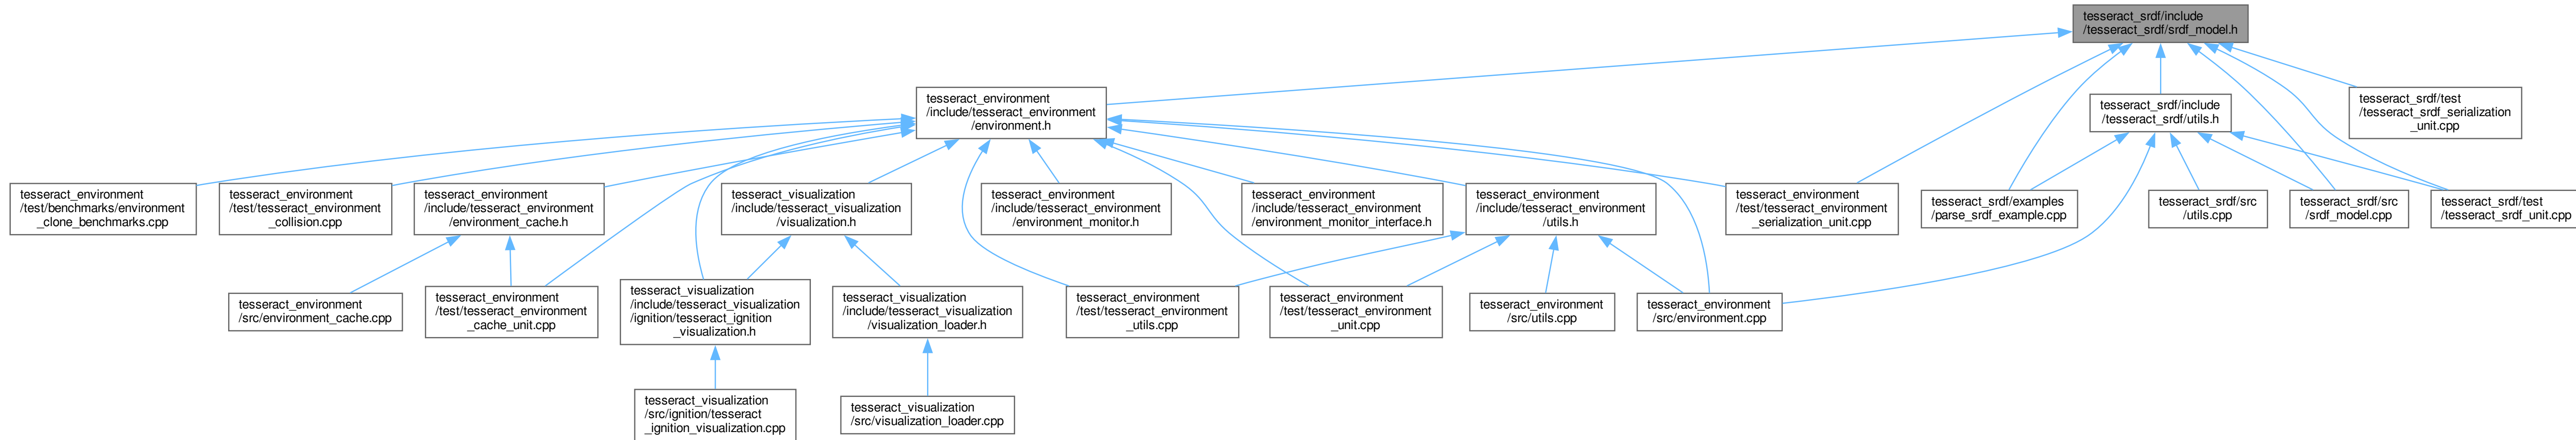 tesseract_srdf/include
/tesseract_srdf/srdf_model.h
tesseract_environment
/include/tesseract_environment
/environment.h
tesseract_srdf/include
/tesseract_srdf/utils.h
tesseract_srdf/test
/tesseract_srdf_serialization
_unit.cpp
tesseract_environment
/test/benchmarks/environment
_clone_benchmarks.cpp
tesseract_environment
/test/tesseract_environment
_collision.cpp
tesseract_environment
/include/tesseract_environment
/environment_cache.h
tesseract_visualization
/include/tesseract_visualization
/visualization.h
tesseract_environment
/include/tesseract_environment
/environment_monitor.h
tesseract_environment
/include/tesseract_environment
/environment_monitor_interface.h
tesseract_environment
/include/tesseract_environment
/utils.h
tesseract_environment
/test/tesseract_environment
_serialization_unit.cpp
tesseract_srdf/examples
/parse_srdf_example.cpp
tesseract_srdf/src
/utils.cpp
tesseract_srdf/src
/srdf_model.cpp
tesseract_srdf/test
/tesseract_srdf_unit.cpp
tesseract_environment
/src/environment_cache.cpp
tesseract_environment
/test/tesseract_environment
_cache_unit.cpp
tesseract_visualization
/include/tesseract_visualization
/ignition/tesseract_ignition
_visualization.h
tesseract_visualization
/include/tesseract_visualization
/visualization_loader.h
tesseract_environment
/test/tesseract_environment
_utils.cpp
tesseract_environment
/test/tesseract_environment
_unit.cpp
tesseract_environment
/src/utils.cpp
tesseract_environment
/src/environment.cpp
tesseract_visualization
/src/ignition/tesseract
_ignition_visualization.cpp
tesseract_visualization
/src/visualization_loader.cpp